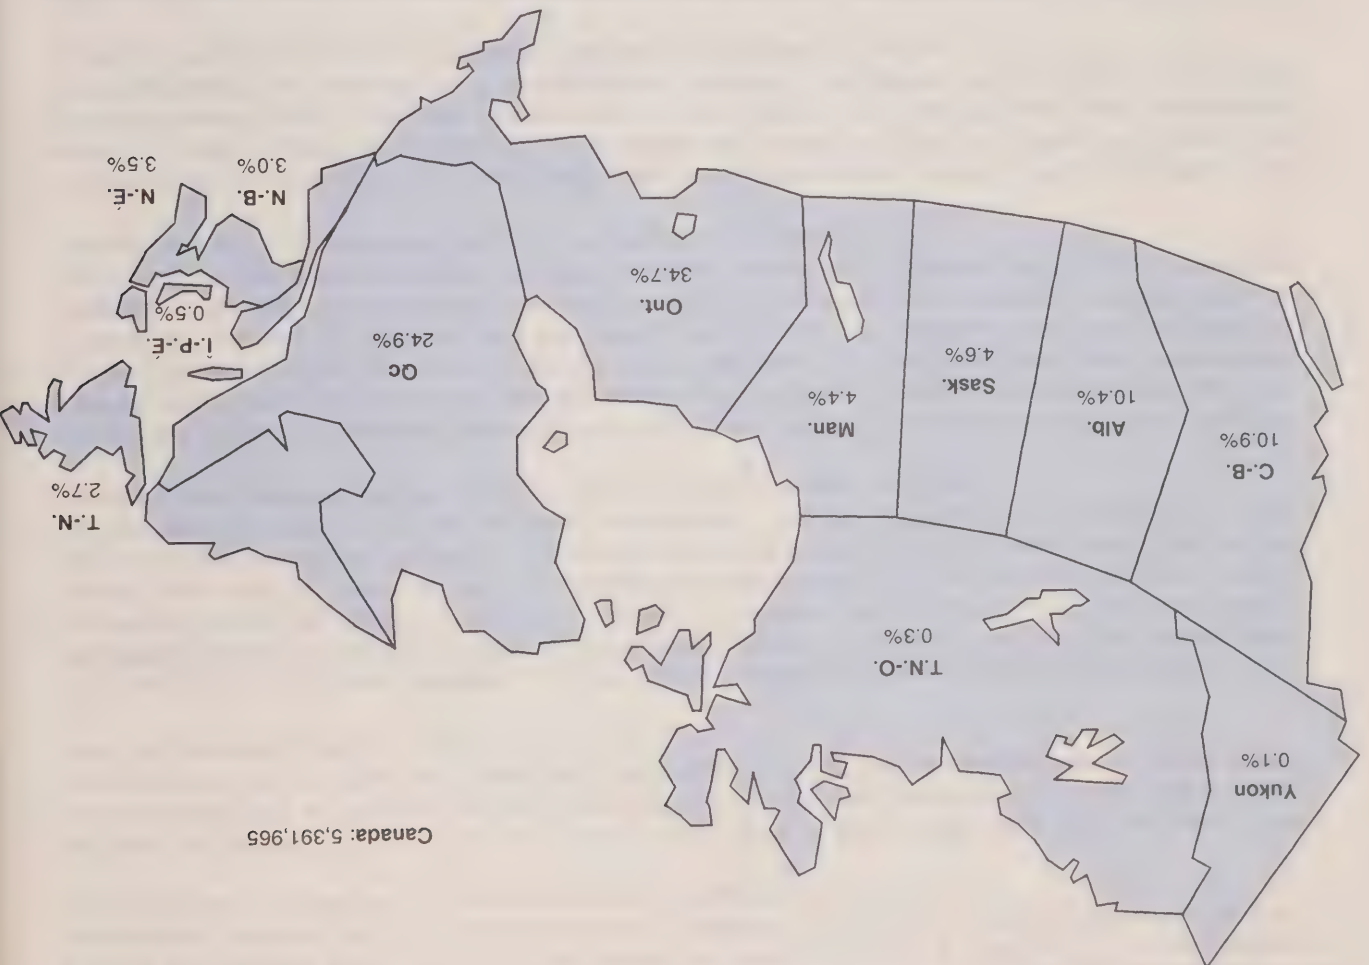 Canada: 5,391,965
Yukon
0.1%
T.N.-O.
0.3%
T.-N.
2.7%
C.-B.
10.9%
Alb.
10.4%
Man.
4.4%
Sask.
4.6%
Qc
24.9%
Î.-P.-É.
0.5%
Ont.
34.7%
N.-B.
3.0%
N.-É.
3.5%